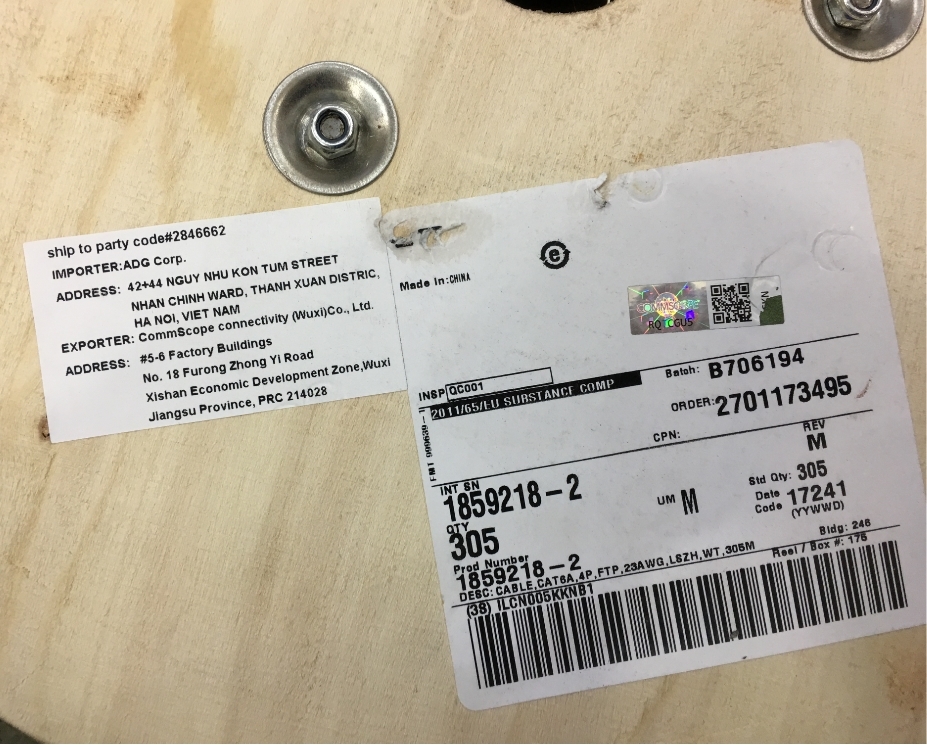 ship to party code#2846662
IMPORTER:ADG Corp.
ADDRESS: 42+44 NGUY NHU KON TUM STREET
NHAN CHINH WARD, THANH XUAN DISTRIC,
HA NOI, VIET NAM
EXPORTER: CommScope connectivity (Wuxi)Co., Ltd.
ADDRESS: #5-6 Factory Buildings
No. 18 Furong Zhong Yi Road
Xishan Economic Development Zone,Wuxi
Jiangsu Province, PRC 214028
e
Made In:CHINA
COMMSCOPE
INSP QC001
2011/65/EU SUBSTANCE COMP
Batch: B706194
ORDER:2701173495
CPN:
REV
M
INT SN
1859218-2
UM M
Std Qty: 305
Date Code 17241
(YYWWD)
QTY
305
Bldg: 246
Reel / Box #: 175
Prod Number
1859218-2
DESC: CABLE,CAT6A,4P,FTP,23AWG,LSZH,WT,305M
(38) ILCN005KKNB1